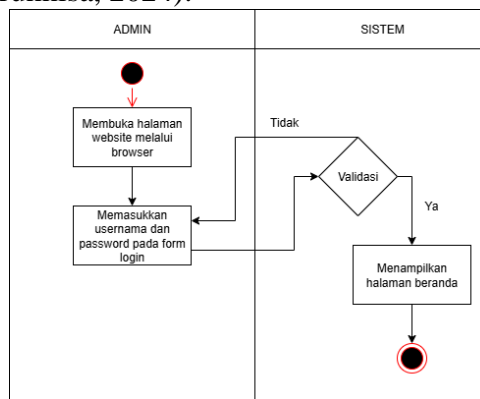 2024).
ADMIN
SISTEM
Membuka halaman
website melalui
browser
Tidak
Validasi
Memasukkan
usernama dan
password pada form
login
Ya
Menampilkan
halaman beranda